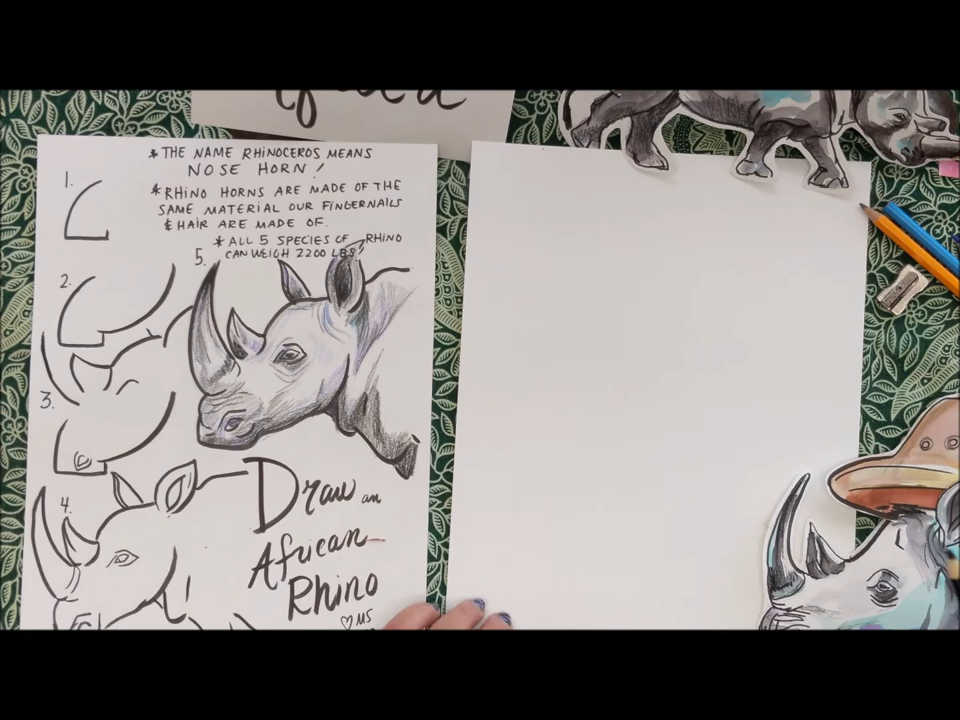 * THE NAME RHINOCEROS MEANS
NOSE HORN!
* RHINO HORNS ARE MADE OF THE
SAME MATERIAL OUR FINGERNAILS
& HAIR ARE MADE OF.
* ALL 5 SPECIES OF RHINO
CAN WEIGH 2200 LBS!
1.
2.
3.
4.
5.
Draw an
African
Rhino
♡ MS